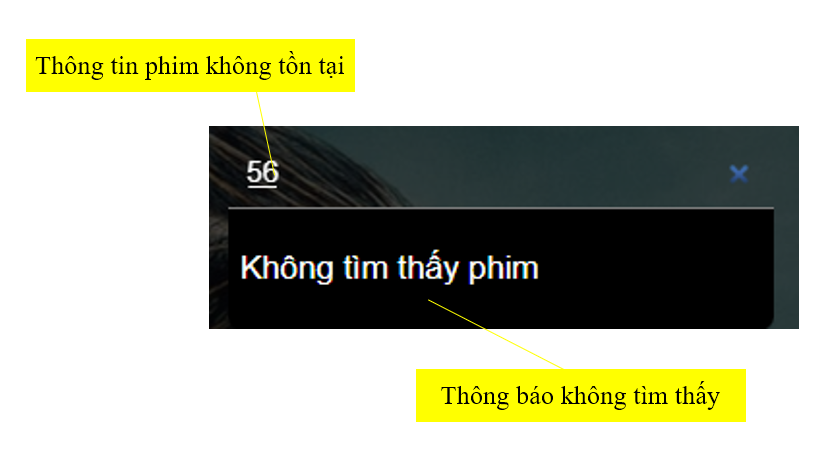 Thông tin phim không tồn tại
56
Không tìm thấy phim
Thông báo không tìm thấy